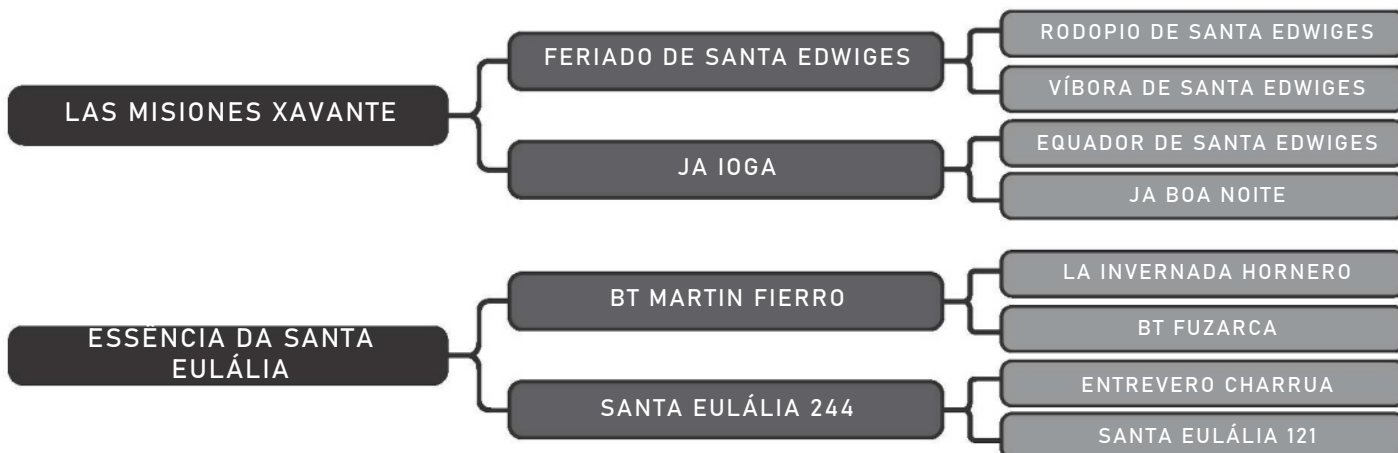 RODOPIO DE SANTA EDWIGES
FERIADO DE SANTA EDWIGES
VÍBORA DE SANTA EDWIGES
LAS MISIONES XAVANTE
EQUADOR DE SANTA EDWIGES
JA IOGA
JA BOA NOITE
LA INVERNADA HORNERO
BT MARTIN FIERRO
BT FUZARCA
ESSËNCIA DA SANTA
EULÁLIA
ENTREVERO CHARRUA
SANTA EULÁLIA 244
SANTA EULÁLIA 121